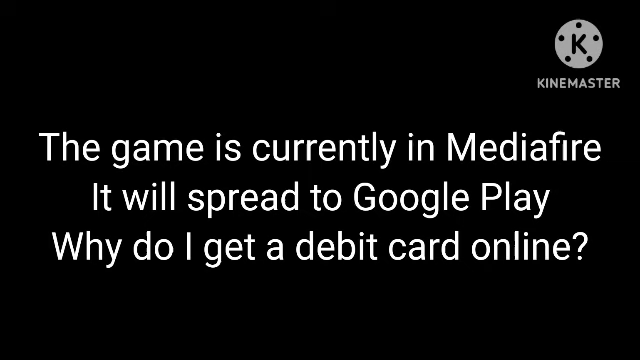 KINEMASTER
The game is currently in Mediafire
It will spread to Google Play
Why do I get a debit card online?